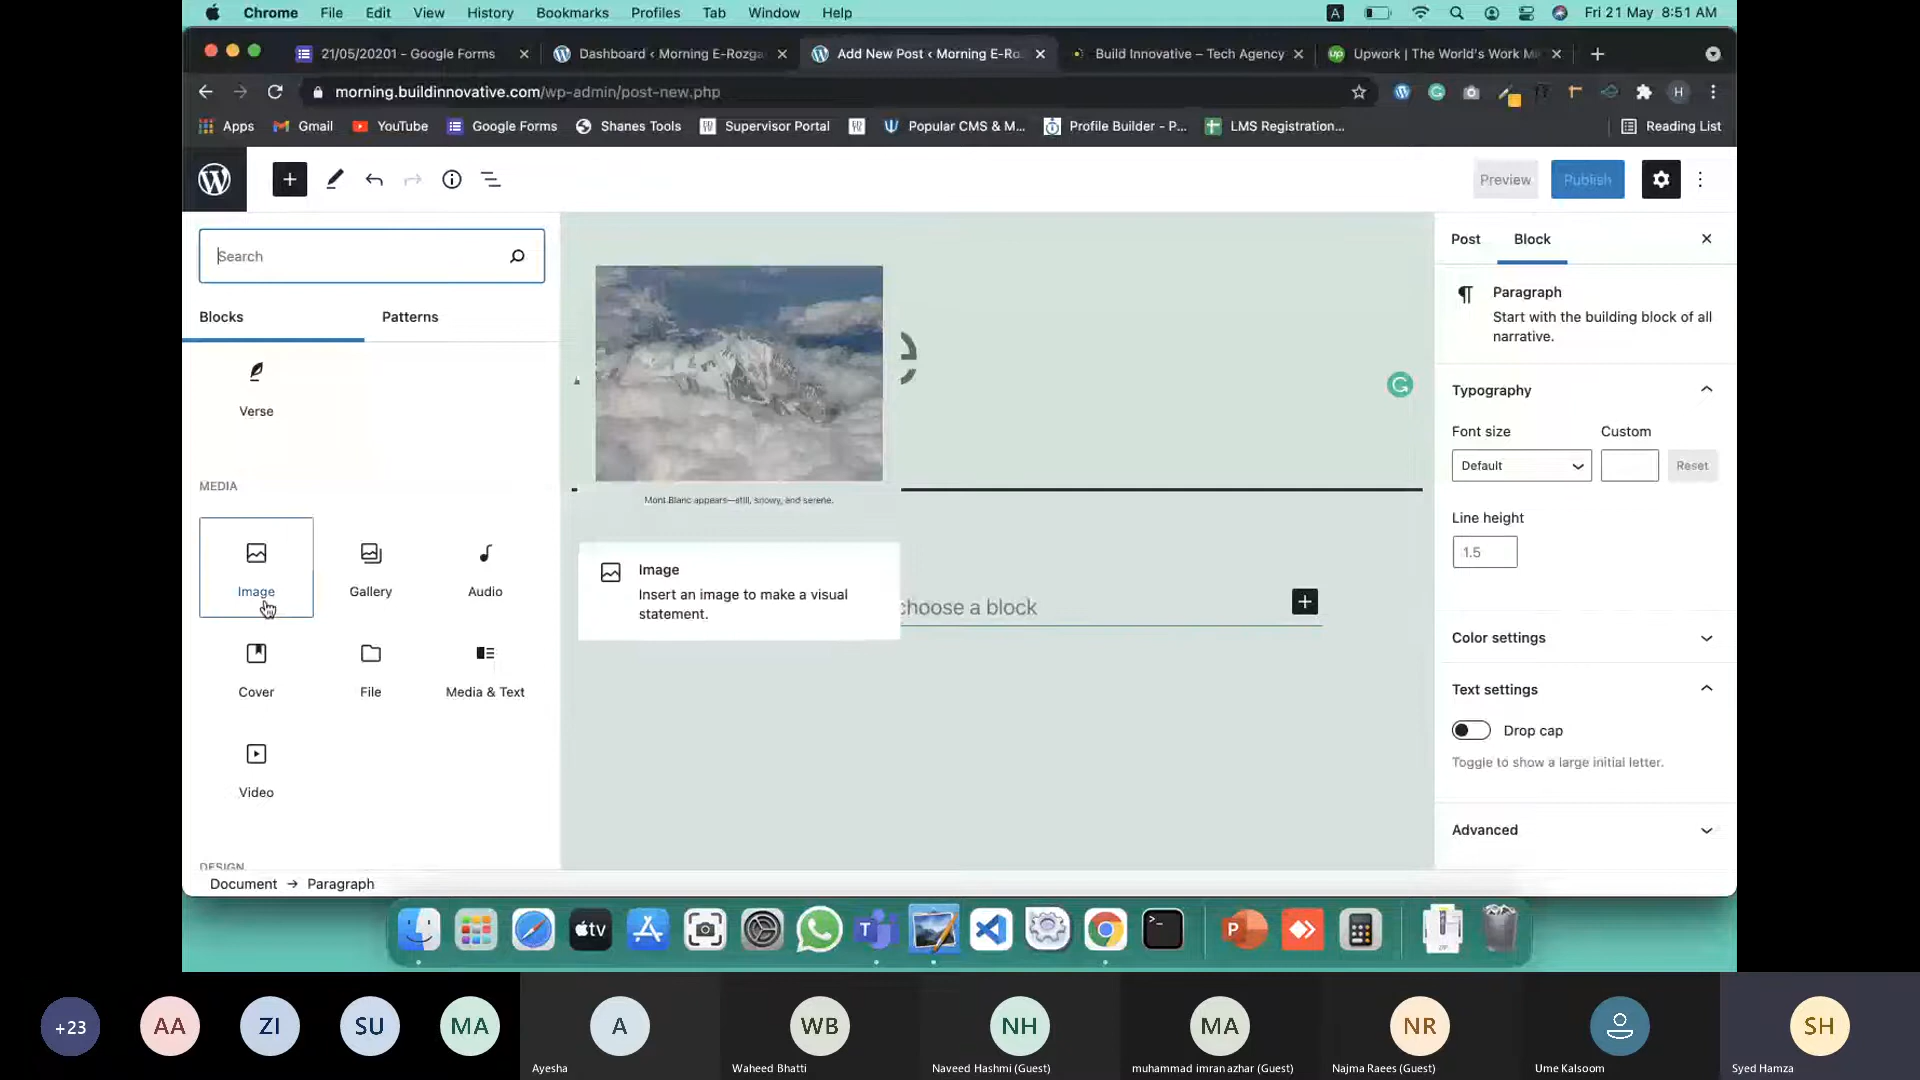 Chrome File Edit View History Bookmarks Profiles Tab Window Help A Fri 21 May 8:51 AM
21/05/20201 - Google Forms Dashboard ‹ Morning E-Rozga Add New Post ‹ Morning E-Ro Build Innovative – Tech Agency up Upwork | The World's Work M
morning.buildinnovative.com/wp-admin/post-new.php H
Apps Gmail YouTube Google Forms Shanes Tools Supervisor Portal Popular CMS & M... Profile Builder - P... LMS Registration... Reading List
Preview Publish
Search
Post Block
Blocks Patterns
Paragraph
Start with the building block of all
narrative.
Verse
Typography
Font size Custom
Default Reset
MEDIA
Mont Blanc appears—still, snowy, and serene.
Line height
1.5
Image Gallery Audio
Image
Insert an image to make a visual
statement.
choose a block
Color settings
Cover File Media & Text
Text settings
Drop cap
Toggle to show a large initial letter.
Video
Advanced
DESIGN
Document → Paragraph
tv
+23 AA ZI SU MA A WB NH MA NR SH
Ayesha Waheed Bhatti Naveed Hashmi (Guest) muhammad imran azhar (Guest) Najma Raees (Guest) Ume Kalsoom Syed Hamza